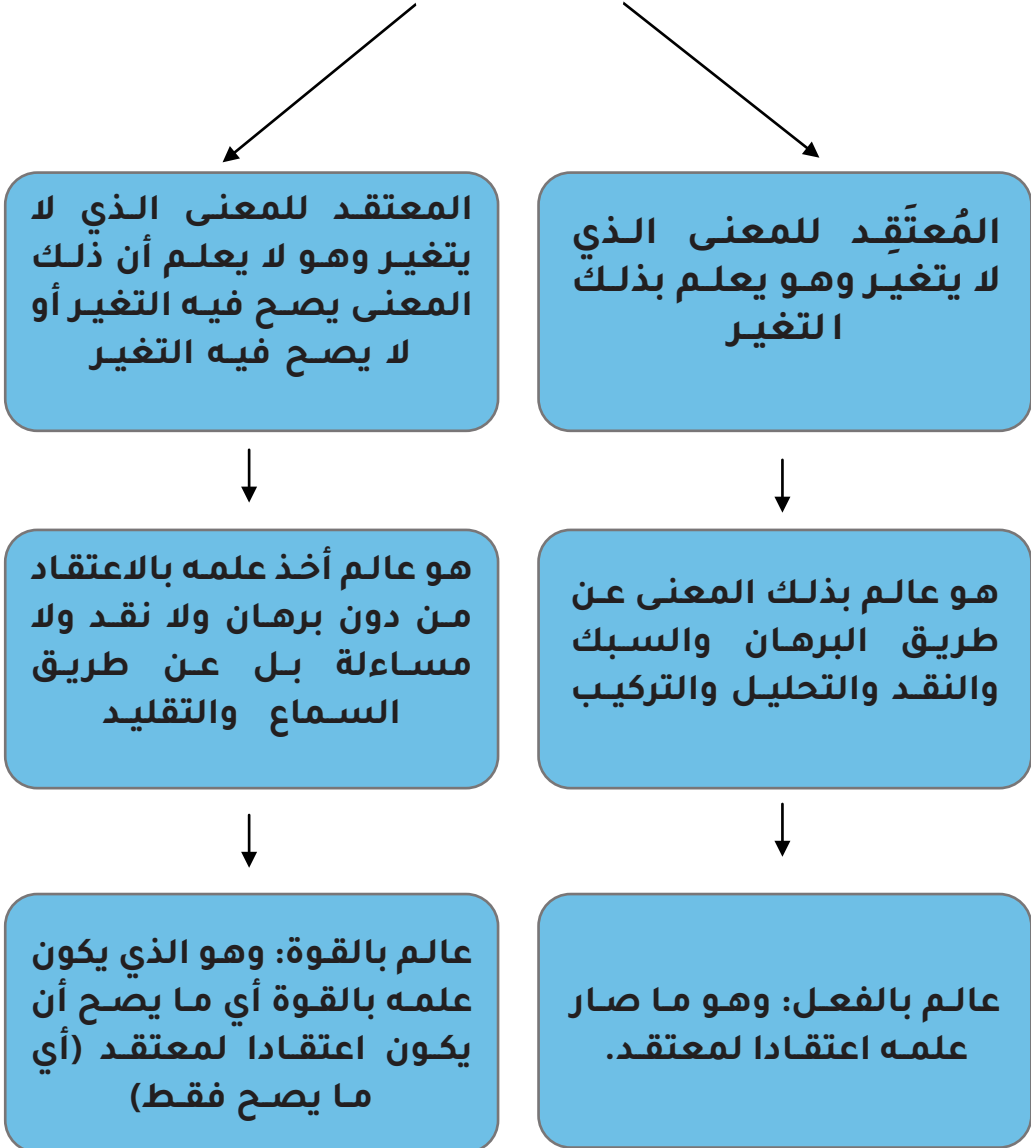 المُعتَقِد للمعنى الذي
لا يتغير وهو يعلم بذلك
التغير
المعتقد للمعنى الذي لا
يتغير وهو لا يعلم أن ذلك
المعنى يصح فيه التغير أو
لا يصح فيه التغير
هو عالم بذلك المعنى عن
طريق البرهان والسبك
والنقد والتحليل والتركيب
هو عالم أخذ علمه بالاعتقاد
من دون برهان ولا نقد ولا
مساءلة بل عن طريق
السماع والتقليد
عالم بالفعل: وهو ما صار
علمه اعتقادا لمعتقد.
عالم بالقوة: وهو الذي يكون
علمه بالقوة أي ما يصح أن
يكون اعتقادا لمعتقد (أي
ما يصح فقط)